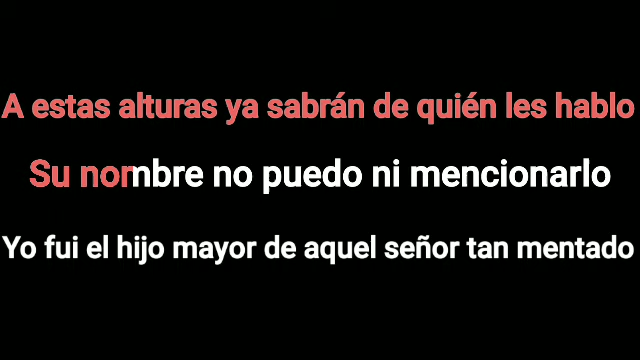 A estas alturas ya sabrán de quién les hablo
Su nombre no puedo ni mencionarlo
Yo fui el hijo mayor de aquel señor tan mentado